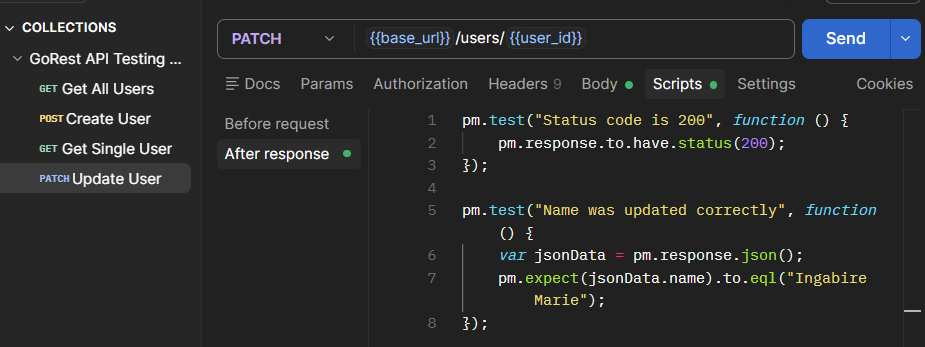 COLLECTIONS
GoRest API Testing ...
GET Get All Users
POST Create User
GET Get Single User
PATCH Update User
PATCH {{base_url}} /users/ {{user_id}} Send
Docs Params Authorization Headers 9 Body Scripts Settings Cookies
Before request
After response
1 pm.test("Status code is 200", function () {
2 pm.response.to.have.status(200);
3 });
4
5 pm.test("Name was updated correctly", function
() {
6 var jsonData = pm.response.json();
7 pm.expect(jsonData.name).to.eql("Ingabire
Marie");
8 });